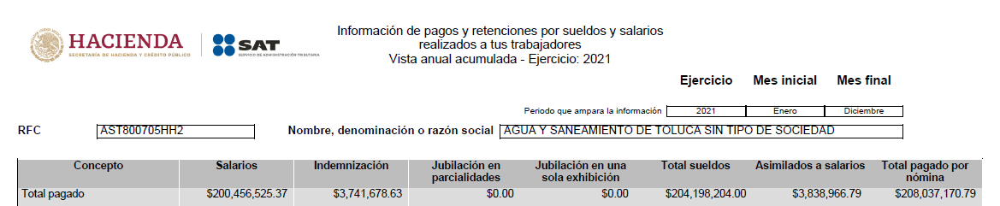 HACIENDA
SECRETARÍA DE HACIENDA Y CRÉDITO PÚBLICO
SAT
SERVICIO DE ADMINISTRACIÓN TRIBUTARIA
Información de pagos y retenciones por sueldos y salarios
realizados a tus trabajadores
Vista anual acumulada - Ejercicio: 2021
Ejercicio Mes inicial Mes final
Periodo que ampara la información 2021 Enero Diciembre
RFC AST800705HH2 Nombre, denominación o razón social AGUA Y SANEAMIENTO DE TOLUCA SIN TIPO DE SOCIEDAD
Concepto Salarios Indemnización Jubilación en parcialidades Jubilación en una sola exhibición Total sueldos Asimilados a salarios Total pagado por nómina
Total pagado $200,456,525.37 $3,741,678.63 $0.00 $0.00 $204,198,204.00 $3,838,966.79 $208,037,170.79